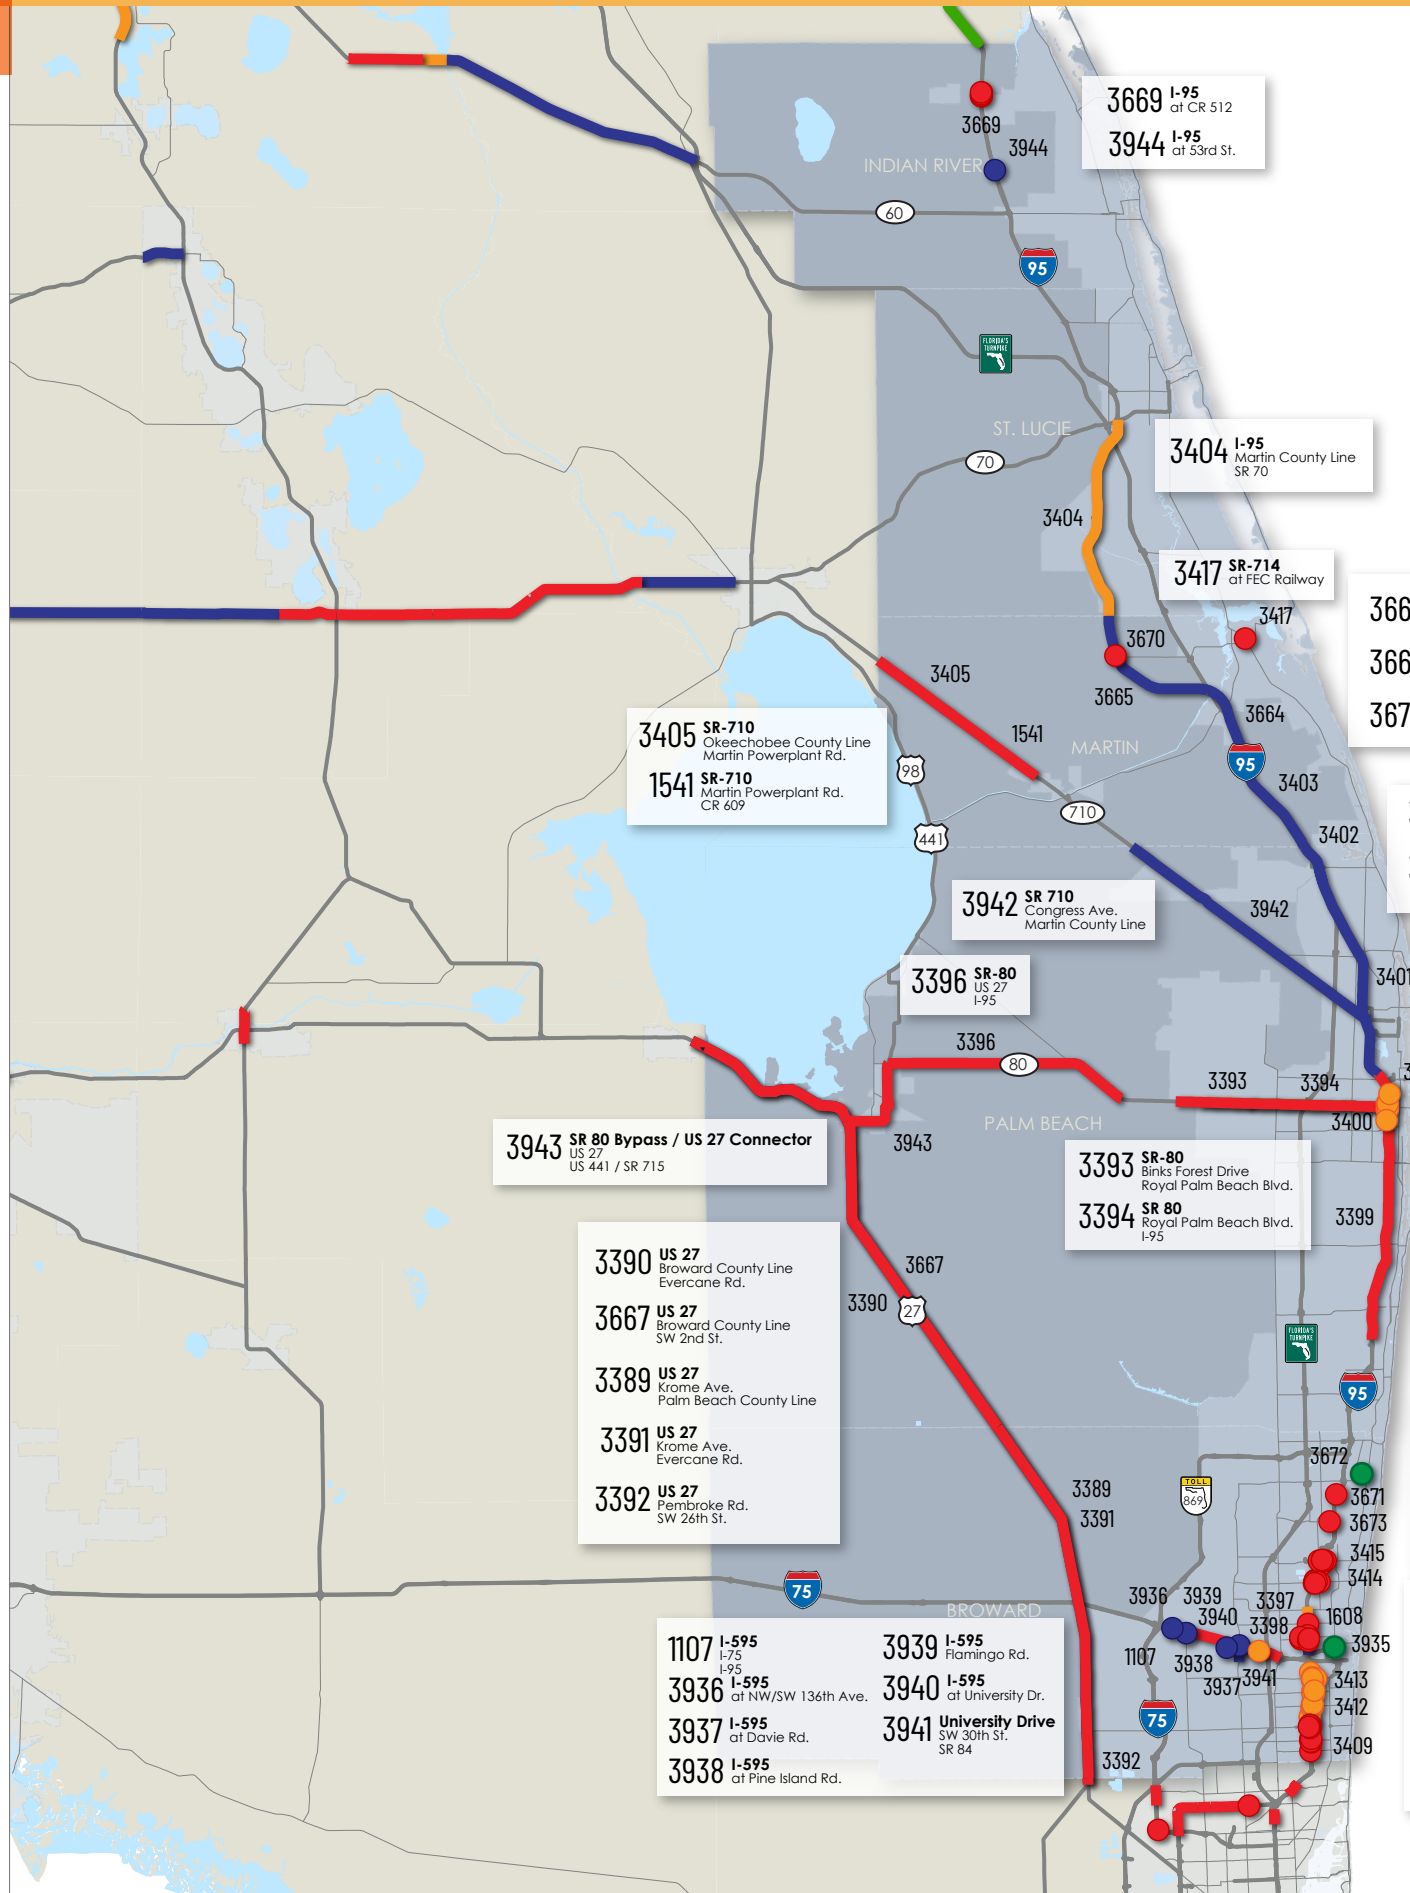 3669 I-95
at CR 512
3944 I-95
at 53rd St.
3669
3944
INDIAN RIVER
60
95
FLORIDA'S
TURNPIKE
ST. LUCIE
70
3404 I-95
Martin County Line
SR 70
3404
3417 SR-714
at FEC Railway
3417
366
366
367
3670
3665
3405
3664
1541
MARTIN
95
3403
3405 SR-710
Okeechobee County Line
Martin Powerplant Rd.
1541 SR-710
Martin Powerplant Rd.
CR 609
98
710
441
3402
3942 SR 710
Congress Ave.
Martin County Line
3942
3396 SR-80
US 27
I-95
3401
3396
80
3393
3394
3400
PALM BEACH
3943
3943 SR 80 Bypass / US 27 Connector
US 27
US 441 / SR 715
3393 SR-80
Binks Forest Drive
Royal Palm Beach Blvd.
3394 SR 80
Royal Palm Beach Blvd.
I-95
3399
3390 US 27
Broward County Line
Evercane Rd.
3667 US 27
Broward County Line
SW 2nd St.
3389 US 27
Krome Ave.
Palm Beach County Line
3391 US 27
Krome Ave.
Evercane Rd.
3392 US 27
Pembroke Rd.
SW 26th St.
3667
3390
27
FLORIDA'S
TURNPIKE
95
3672
3389
3391
TOLL
869
3671
3673
3415
3414
75
BROWARD
3936
3939
3940
3397
3398
1608
3935
1107
3938
3937
3941
3413
3412
3409
75
3392
1107 I-595
I-75
I-95
3936 I-595
at NW/SW 136th Ave.
3937 I-595
at Davie Rd.
3938 I-595
at Pine Island Rd.
3939 I-595
Flamingo Rd.
3940 I-595
at University Dr.
3941 University Drive
SW 30th St.
SR 84